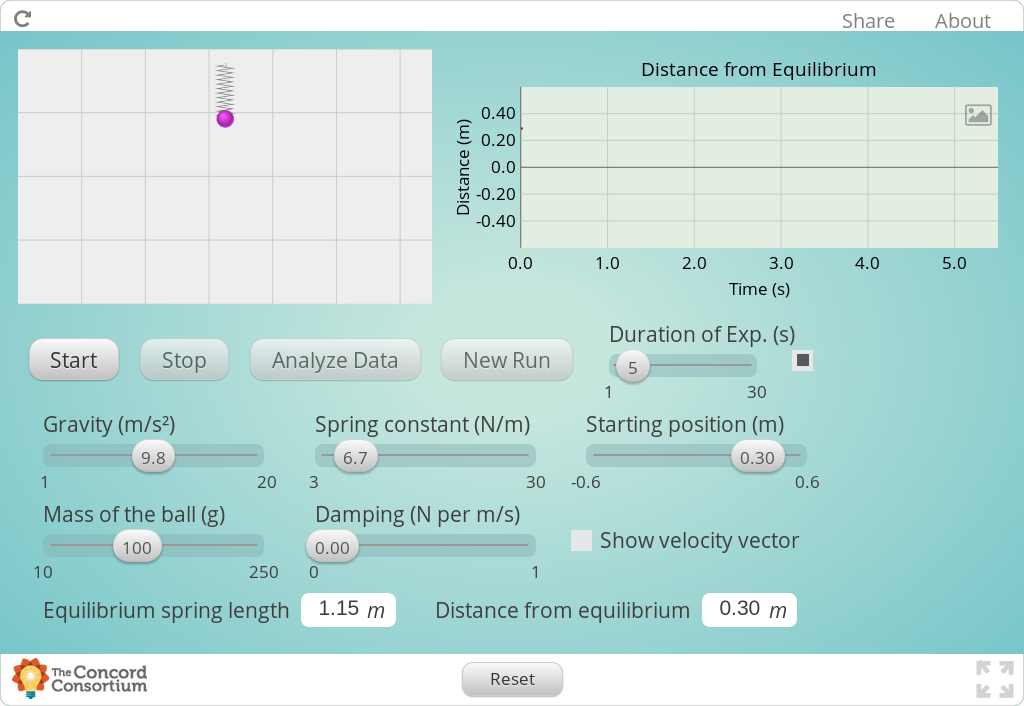 Share About
Distance from Equilibrium
Distance (m)
0.40
0.20
0.0
-0.20
-0.40
0.0 1.0 2.0 3.0 4.0 5.0
Time (s)
Start Stop Analyze Data New Run
Duration of Exp. (s)
5
1 30
Gravity (m/s²) Spring constant (N/m) Starting position (m)
9.8 6.7 0.30
1 20 3 30 -0.6 0.6
Mass of the ball (g) Damping (N per m/s)
100 0.00
Show velocity vector
10 250 0 1
Equilibrium spring length 1.15 m Distance from equilibrium 0.30 m
The Concord
Consortium
Reset